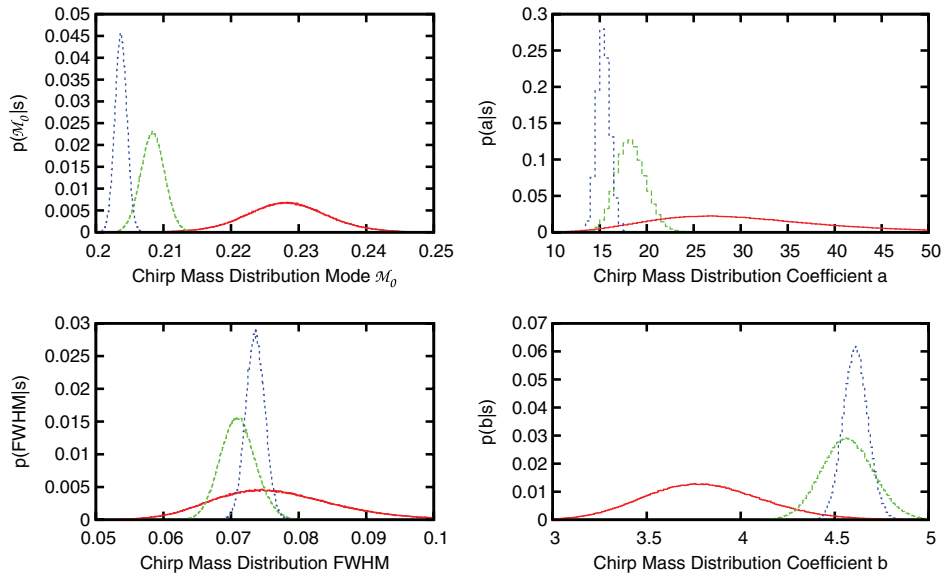 p(ℳ0|s)
0.05
0.045
0.04
0.035
0.03
0.025
0.02
0.015
0.01
0.005
0
0.2 0.21 0.22 0.23 0.24 0.25
Chirp Mass Distribution Mode ℳ0
p(a|s)
0.3
0.25
0.2
0.15
0.1
0.05
0
10 15 20 25 30 35 40 45 50
Chirp Mass Distribution Coefficient a
p(FWHM|s)
0.03
0.025
0.02
0.015
0.01
0.005
0
0.05 0.06 0.07 0.08 0.09 0.1
Chirp Mass Distribution FWHM
p(b|s)
0.07
0.06
0.05
0.04
0.03
0.02
0.01
0
3 3.5 4 4.5 5
Chirp Mass Distribution Coefficient b